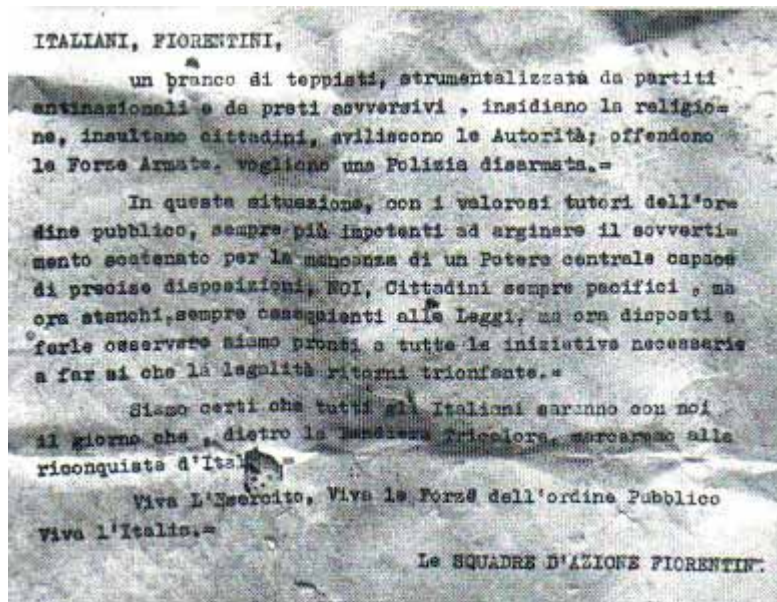 ITALIANI, FIORENTINI,
un branco di teppisti, strumentalizzata da partiti
antinazionali e da preti sovversivi , insidiano la religio=
ne, insultano cittadini, aviliscono le Autorità; offendono
le Forze Armate, vogliono una Polizia disarmata.=
In questa situazione, con i valorosi tutori dell'or=
dine pubblico, sempre più impotenti ad arginare il sovverti=
mento scatenato per la mancanza di un Potere centrale capace
di precise disposizioni, NOI, Cittadini sempre pacifici , ma
ora stanchi,sempre ossequienti alle Leggi, ma ora disposti a
farle osservare siamo pronti a tutte le iniziative necessarie
a far si che la legalità ritorni trionfante.=
Siamo certi che tutti gli Italiani saranno con noi
il giorno che , dietro la Bandiera Tricolore, marceremo alla
riconquista =
Viva L'Esercito, Viva le Forze dell'ordine Pubblico
Viva l'Italia.=
Le SQUADRE D'AZIONE